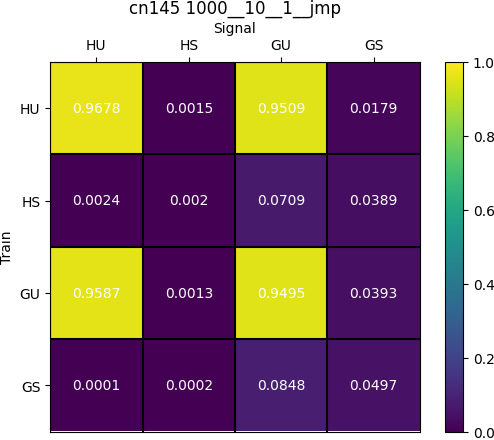 cn145 1000__10__1__jmp
Signal
HU HS GU GS
HU 0.9678 0.0015 0.9509 0.0179
HS 0.0024 0.002 0.0709 0.0389
GU 0.9587 0.0013 0.9495 0.0393
GS 0.0001 0.0002 0.0848 0.0497
Train
1.0
0.8
0.6
0.4
0.2
0.0